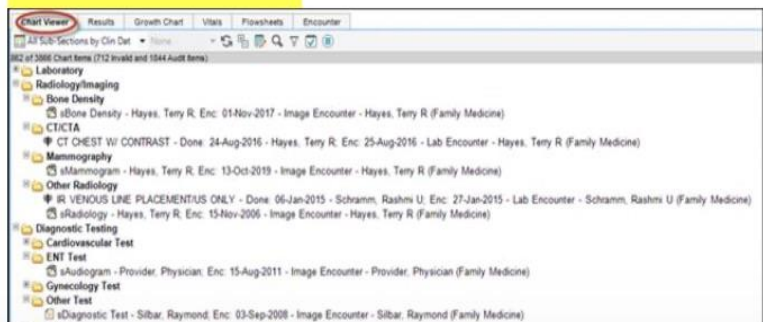 Chart Viewer Results Growth Chart Vitals Flowsheets Encounter
All Sub-Sections by Clin Dat None
862 of 3866 Chart Items (712 Invalid and 1844 Audit Items)
Laboratory
Radiology/Imaging
Bone Density
sBone Density - Hayes, Terry R; Enc: 01-Nov-2017 - Image Encounter - Hayes, Terry R (Family Medicine)
CT/CTA
CT CHEST W/ CONTRAST - Done: 24-Aug-2016 - Hayes, Terry R; Enc: 25-Aug-2016 - Lab Encounter - Hayes, Terry R (Family Medicine)
Mammography
sMammogram - Hayes, Terry R; Enc: 13-Oct-2019 - Image Encounter - Hayes, Terry R (Family Medicine)
Other Radiology
IR VENOUS LINE PLACEMENT/US ONLY - Done: 06-Jan-2015 - Schramm, Rashmi U; Enc: 27-Jan-2015 - Lab Encounter - Schramm, Rashmi U (Family Medicine)
sRadiology - Hayes, Terry R; Enc: 15-Nov-2006 - Image Encounter - Hayes, Terry R (Family Medicine)
Diagnostic Testing
Cardiovascular Test
ENT Test
sAudiogram - Provider, Physician; Enc: 15-Aug-2011 - Image Encounter - Provider, Physician (Family Medicine)
Gynecology Test
Other Test
sDiagnostic Test - Silbar, Raymond; Enc: 03-Sep-2008 - Image Encounter - Silbar, Raymond (Family Medicine)